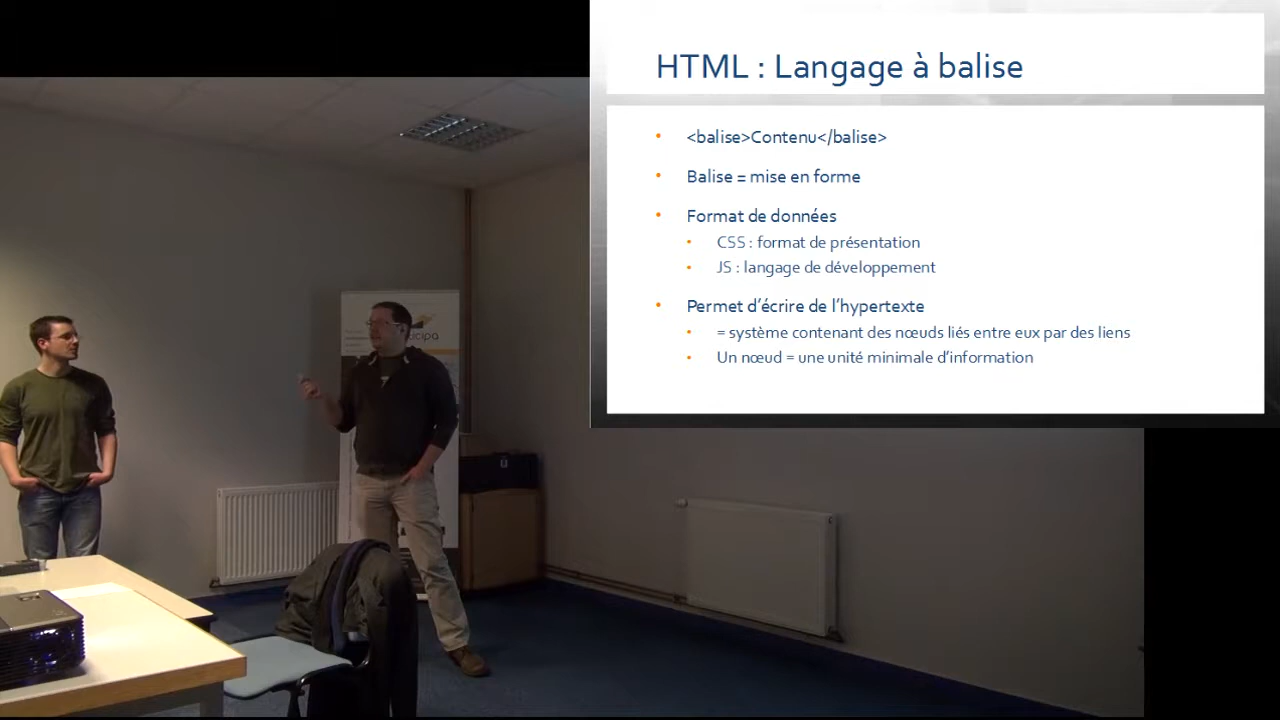 HTML : Langage à balise
<balise>Contenu</balise>
Balise = mise en forme
Format de données
CSS : format de présentation
JS : langage de développement
Permet d’écrire de l’hypertexte
= système contenant des nœuds liés entre eux par des liens
Un nœud = une unité minimale d’information